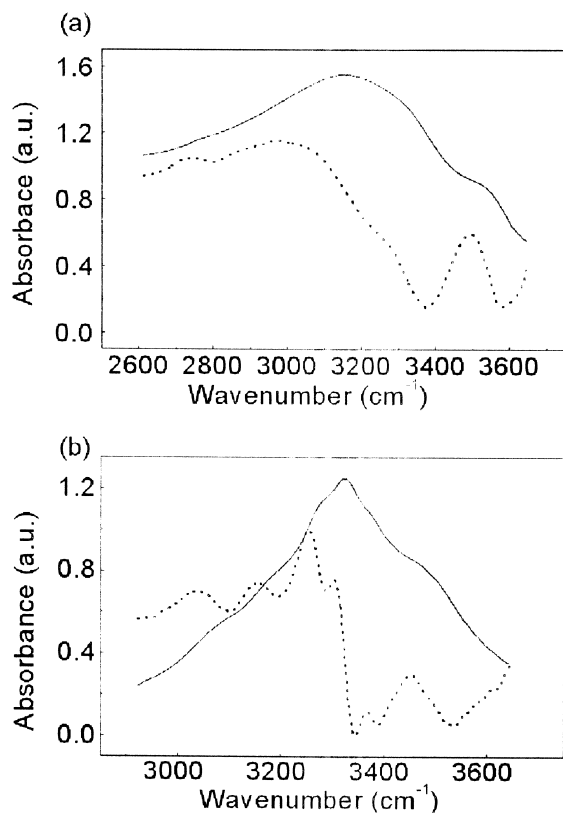 (a)
Absorbace (a.u.)
1.6
1.2
0.8
0.4
0.0
2600 2800 3000 3200 3400 3600
Wavenumber (cm-1)
(b)
Absorbance (a.u.)
1.2
0.8
0.4
0.0
3000 3200 3400 3600
Wavenumber (cm-1)